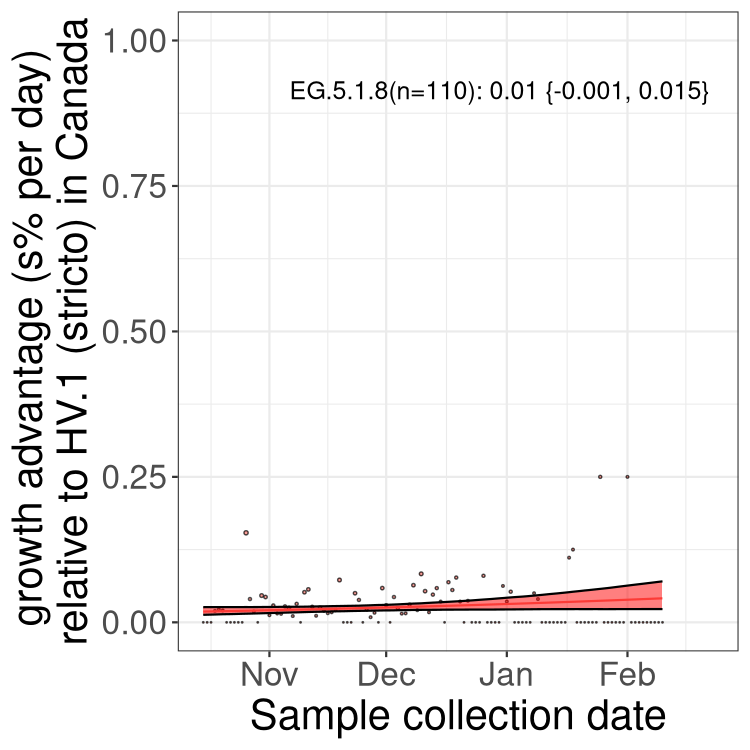 growth advantage (s% per day)
relative to HV.1 (stricto) in Canada
1.00
EG.5.1.8(n=110): 0.01 {-0.001, 0.015}
0.75
0.50
0.25
0.00
Nov Dec Jan Feb
Sample collection date